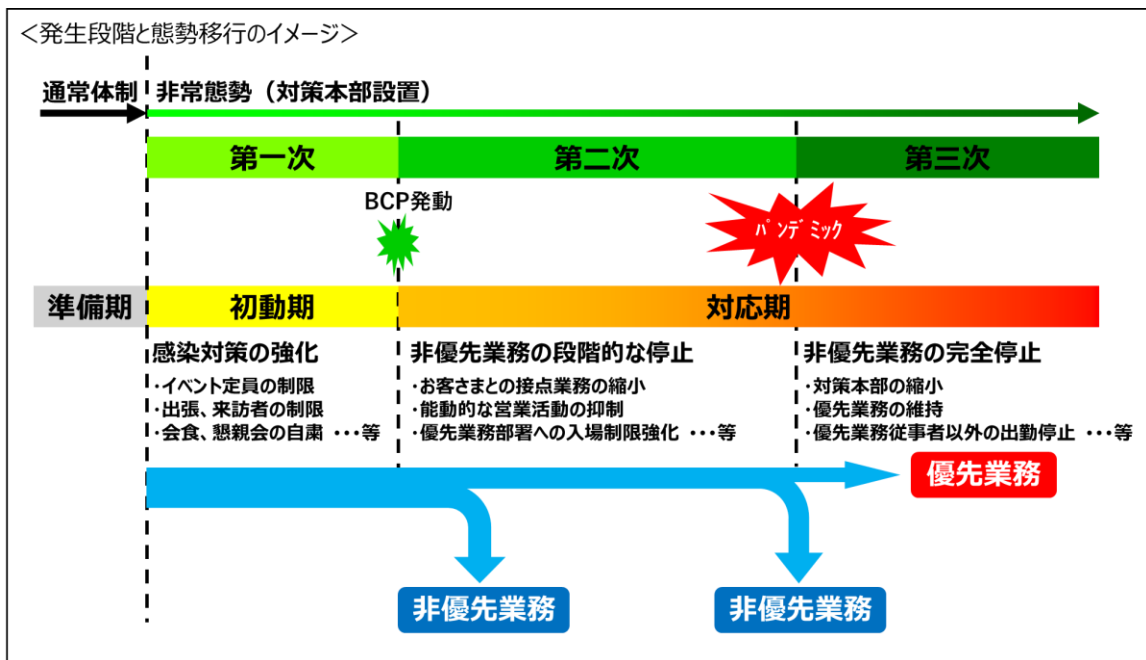 ＜発生段階と態勢移行のイメージ＞
通常体制
非常態勢（対策本部設置）
第一次
第二次
第三次
BCP発動
パンデミック
準備期
初動期
対応期
感染対策の強化
・イベント定員の制限
・出張、来訪者の制限
・会食、懇親会の自粛 ・・・等
非優先業務の段階的な停止
・お客さまとの接点業務の縮小
・能動的な営業活動の抑制
・優先業務部署への入場制限強化 ・・・等
非優先業務の完全停止
・対策本部の縮小
・優先業務の維持
・優先業務従事者以外の出勤停止 ・・・等
優先業務
非優先業務
非優先業務